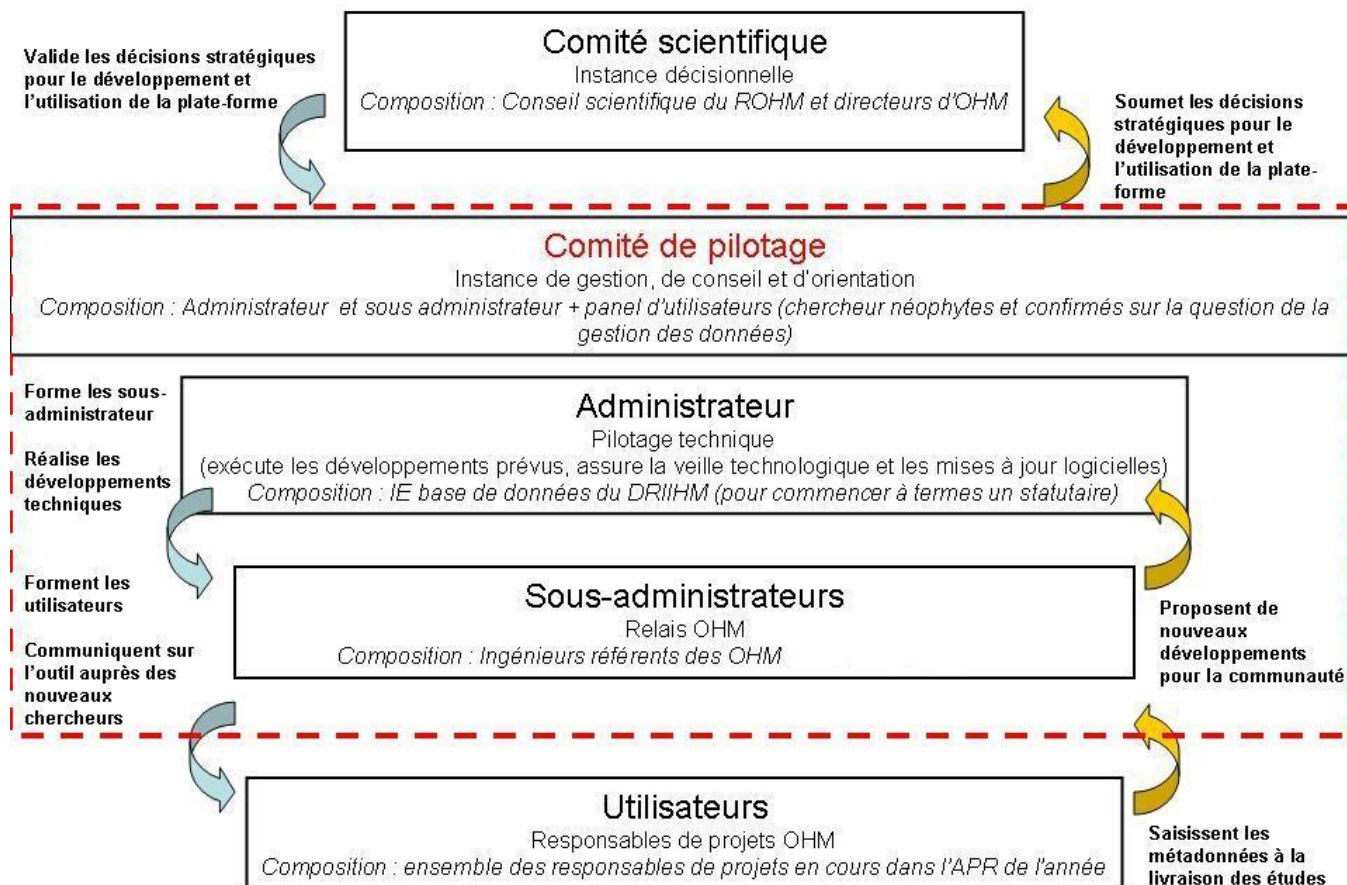 Comité scientifique
Instance décisionnelle
Composition : Conseil scientifique du ROHM et directeurs d'OHM
Valide les décisions stratégiques
pour le développement et
l'utilisation de la plate-forme
Soumet les décisions
stratégiques pour le
développement et
l'utilisation de la plate-
forme
Comité de pilotage
Instance de gestion, de conseil et d'orientation
Composition : Administrateur et sous administrateur + panel d'utilisateurs (chercheur néophytes et confirmés sur la question de la
gestion des données)
Forme les sous-
administrateur
Réalise les
développements
techniques
Administrateur
Pilotage technique
(exécute les développements prévus, assure la veille technologique et les mises à jour logicielles)
Composition : IE base de données du DRIIHM (pour commencer à termes un statutaire)
Forment les
utilisateurs
Communiquent sur
l'outil auprès des
nouveaux
chercheurs
Sous-administrateurs
Relais OHM
Composition : Ingénieurs référents des OHM
Proposent de
nouveaux
développements
pour la communauté
Utilisateurs
Responsables de projets OHM
Composition : ensemble des responsables de projets en cours dans l'APR de l'année
Saisissent les
métadonnées à la
livraison des études